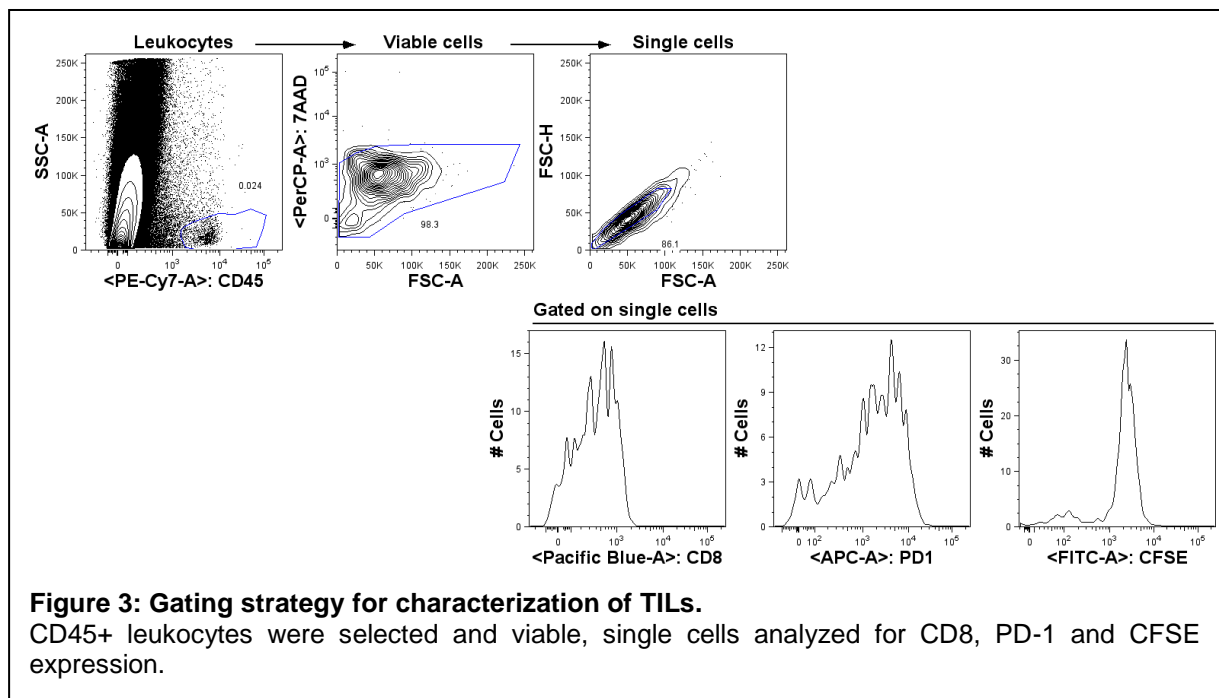 Leukocytes Viable cells Single cells
250K
200K
150K
100K
50K
0
SSC-A
0.024
0 10^3 10^4 10^5
<PE-Cy7-A>: CD45
10^5
10^4
10^3
0
<PerCP-A>: 7AAD
98.3
0 50K 100K 150K 200K 250K
FSC-A
250K
200K
150K
100K
50K
0
FSC-H
86.1
0 50K 100K 150K 200K 250K
FSC-A
Gated on single cells
15
10
5
0
# Cells
0 10^3 10^4 10^5
<Pacific Blue-A>: CD8
12
9
6
3
0
# Cells
0 10^2 10^3 10^4 10^5
<APC-A>: PD1
30
20
10
0
# Cells
0 10^2 10^3 10^4 10^5
<FITC-A>: CFSE
Figure 3: Gating strategy for characterization of TILs.
CD45+ leukocytes were selected and viable, single cells analyzed for CD8, PD-1 and CFSE
expression.